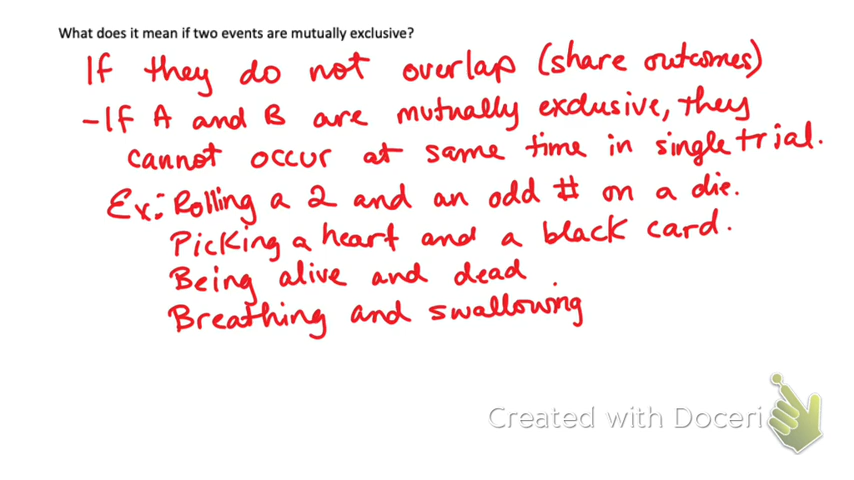 What does it mean if two events are mutually exclusive?
If they do not overlap (share outcomes)
- If A and B are mutually exclusive, they
cannot occur at same time in single trial.
Ex: Rolling a 2 and an odd # on a die.
Picking a heart and a black card.
Being alive and dead
Breathing and swallowing
Created with Doceri